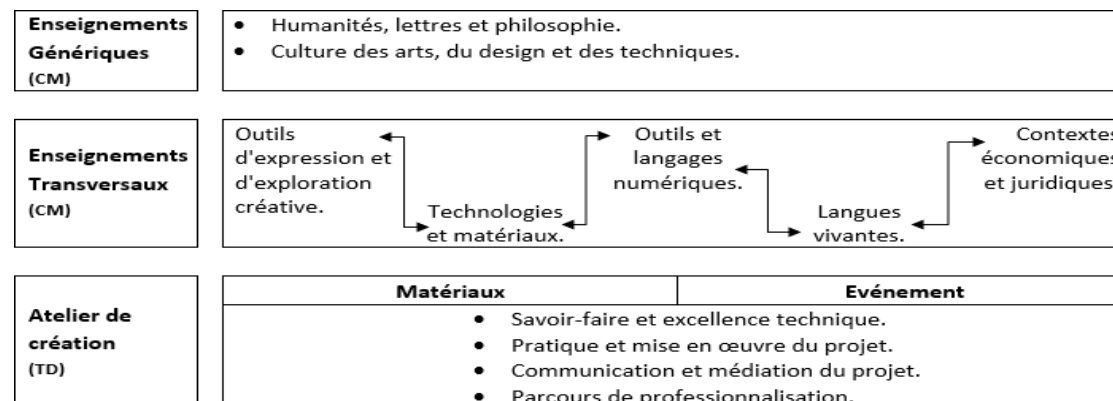 Enseignements
Génériques
(CM)
• Humanités, lettres et philosophie.
• Culture des arts, du design et des techniques.
Enseignements
Transversaux
(CM)
Outils
d'expression et
d'exploration
créative.
Technologies
et matériaux.
Outils et
langages
numériques.
Langues
vivantes.
Contextes
économiques
et juridiques
Atelier de
création
(TD)
Matériaux
Evénement
• Savoir-faire et excellence technique.
• Pratique et mise en œuvre du projet.
• Communication et médiation du projet.
• Parcours de professionnalisation.